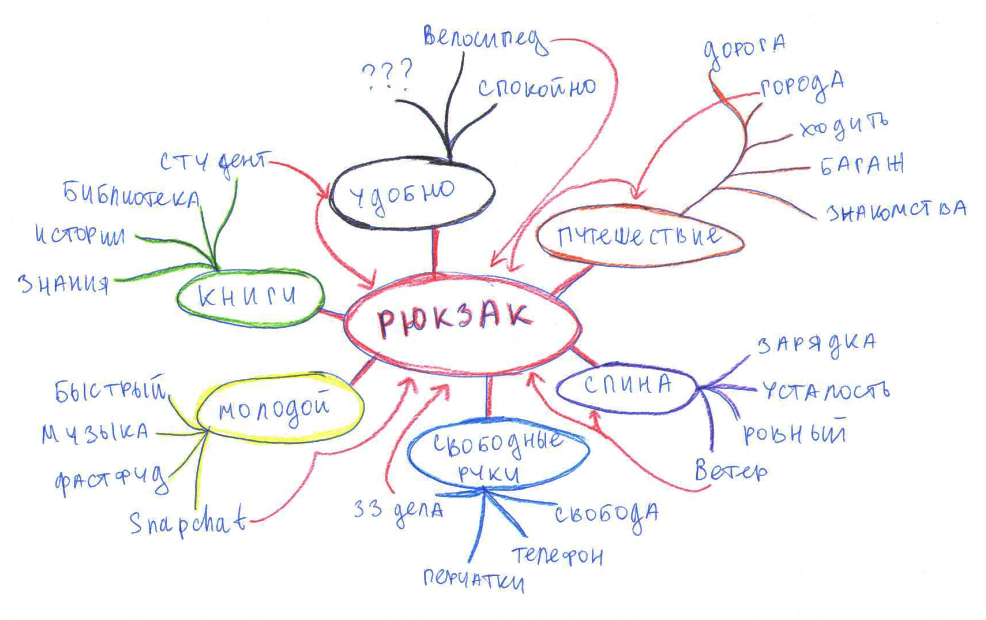 Велосипед
???
спокойно
дорога
города
ходить
багаж
знакомства
студент
библиотека
истории
знания
удобно
путешествие
книги
рюкзак
зарядка
усталость
ровный
Ветер
спина
быстрый
музыка
фастфуд
Snapchat
молодой
свободные
руки
33 дела
свобода
телефон
перчатки